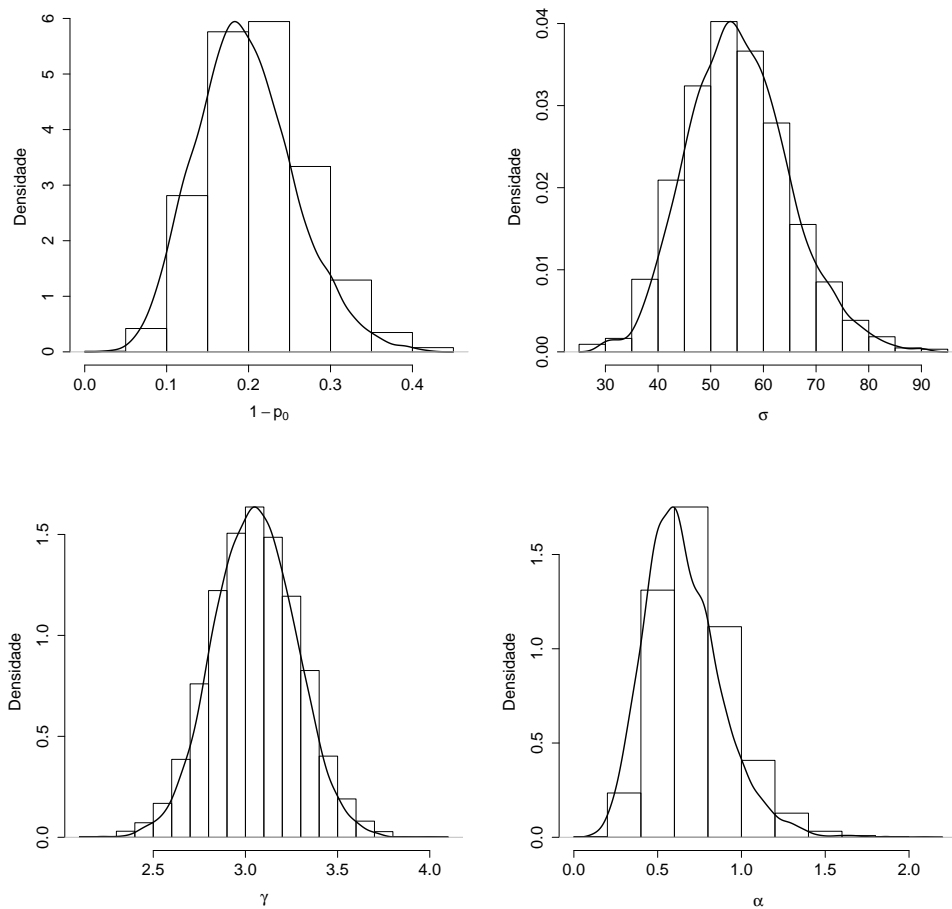 Densidade
0 1 2 3 4 5 6
0.0 0.1 0.2 0.3 0.4
1 − p₀
Densidade
0.00 0.01 0.02 0.03 0.04
30 40 50 60 70 80 90
σ
Densidade
0.0 0.5 1.0 1.5
2.5 3.0 3.5 4.0
γ
Densidade
0.0 0.5 1.0 1.5
0.0 0.5 1.0 1.5 2.0
α